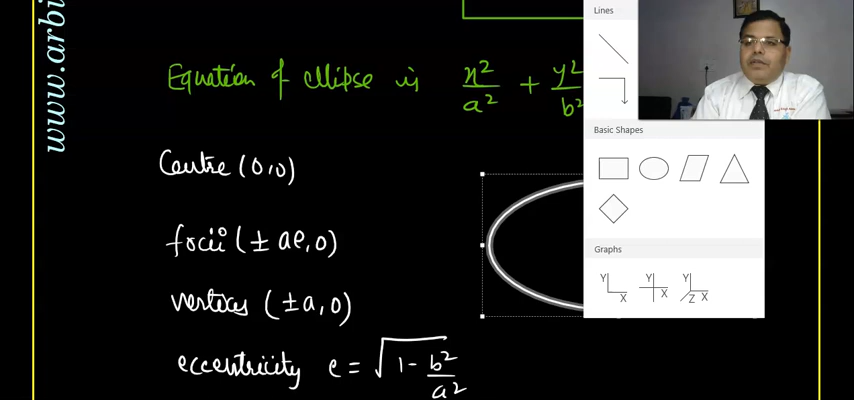 www.arbi
Lines
Equation of ellipse is x²/a² + y²/b²
Basic Shapes
Centre (0,0)
focii (± ae, 0)
Graphs
Y X Y X Y Z X
vertices (± a, 0)
eccentricity e = √(1 - b²/a²)